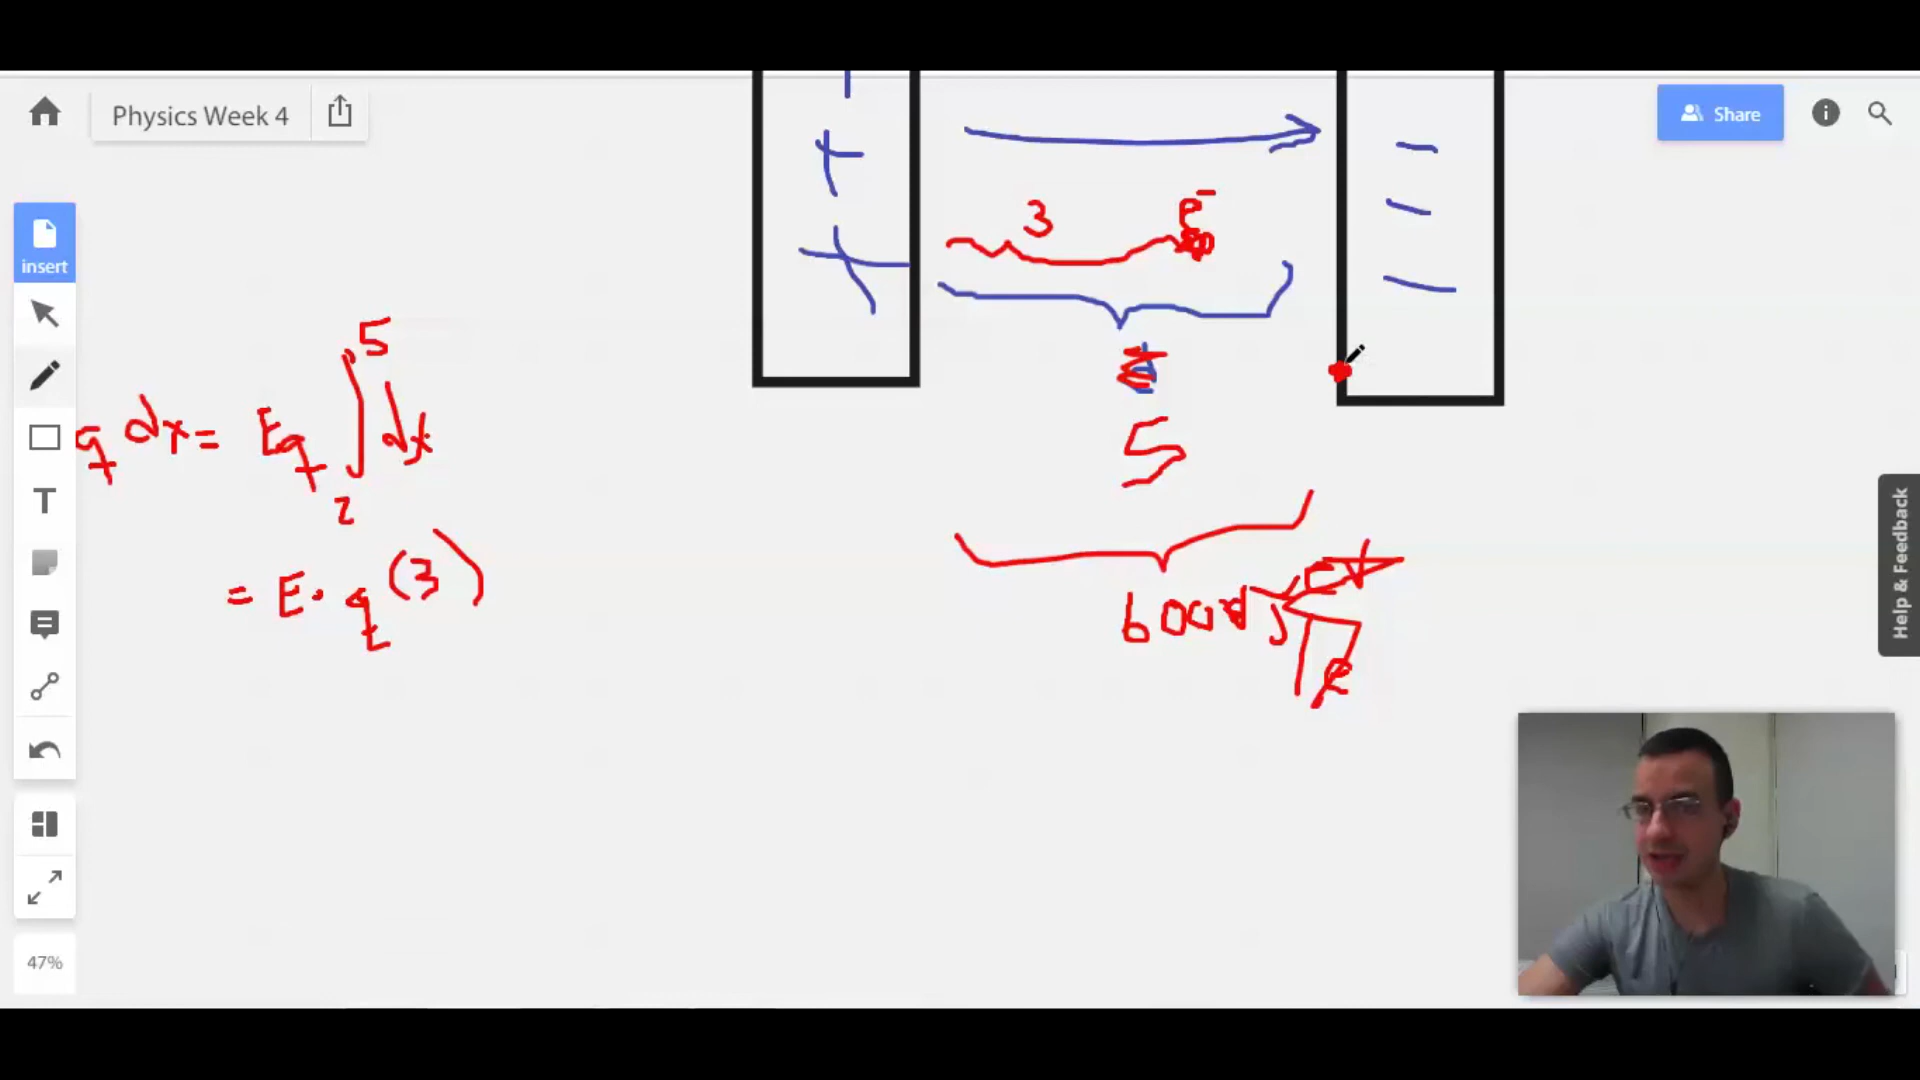 Physics Week 4
Share
insert
T
47%
Help & Feedback
+
+
3
e⁻
5
q dx = Eq ∫ dx
5
2
= E · q (3)